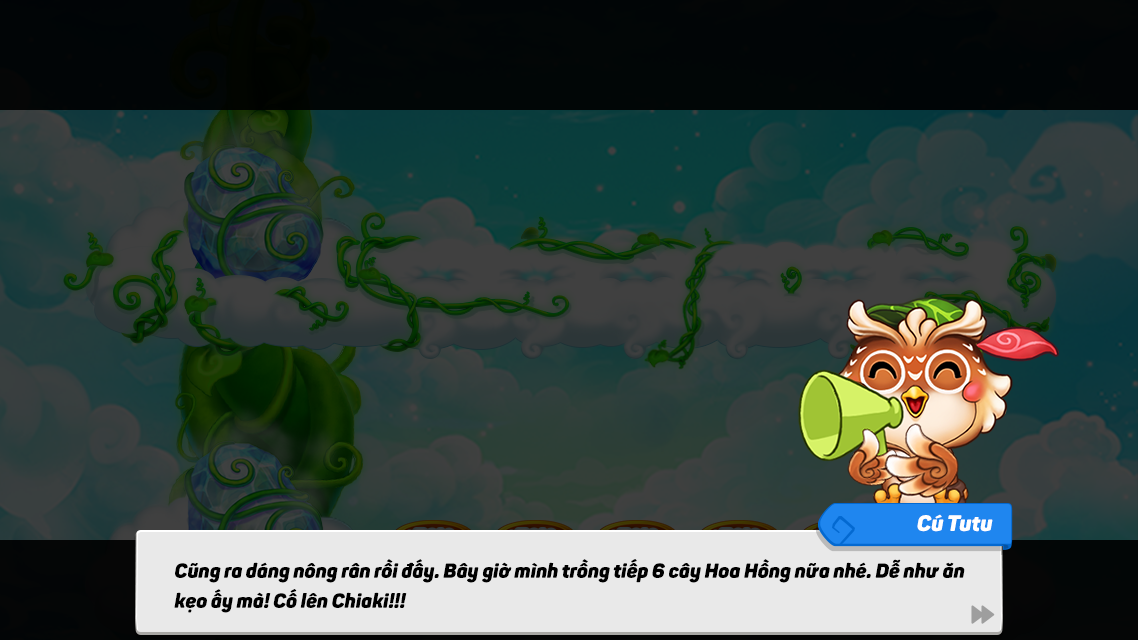 Cú Tutu
Cũng ra dáng nông rân rồi đấy. Bây giờ mình trồng tiếp 6 cây Hoa Hồng nữa nhé. Dễ như ăn
kẹo ấy mà! Cố lên Chiaki!!!